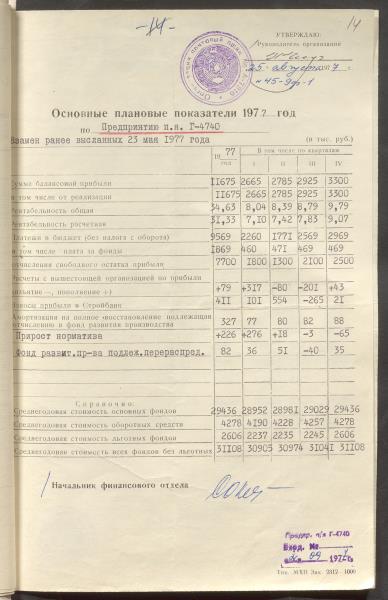 14
УТВЕРЖДАЮ:
Руководитель организации
25 августа 1977 г.
№ 45-9ф-1
Основные плановые показатели 1977 год
по Предприятию п.я. Г-4740
Взамен ранее высланных 23 мая 1977 года
(в тыс. руб.)
1977 год В том числе по кварталам
I II III IV
Сумма балансовой прибыли 11675 2665 2785 2925 3300
в том числе от реализации 11675 2665 2785 2925 3300
Рентабельность общая 34,63 8,04 8,39 8,79 9,79
Рентабельность расчетная 31,33 7,10 7,42 7,83 9,07
Платежи в бюджет (без налога с оборота) 9569 2260 1771 2569 2969
в том числе плата за фонды 1869 460 471 469 469
отчисления свободного остатка прибыли 7700 1800 1300 2100 2500
Расчеты с вышестоящей организацией по прибыли
(изъятие —, пополнение +) +79 +317 -80 -201 +43
Взносы прибыли в Стройбанк 411 101 554 -265 21
Амортизация на полное восстановление подлежащая
отчислению в фонд развития производства 327 77 80 82 88
Прирост норматива +226 +276 +18 -3 -65
Фонд развит.пр-ва подлеж.перераспред. 82 36 51 -40 35
Справочно:
Среднегодовая стоимость основных фондов 29436 28952 28981 29029 29436
Среднегодовая стоимость оборотных средств 4278 4190 4228 4257 4278
Среднегодовая стоимость льготных фондов 2606 2237 2235 2245 2606
Среднегодовая стоимость всех фондов без льготных 31108 30905 30974 31041 31108
Начальник финансового отдела
Предпр. п/я Г-4740
Вход. №
Тип. МХП Зак. 2812—1000